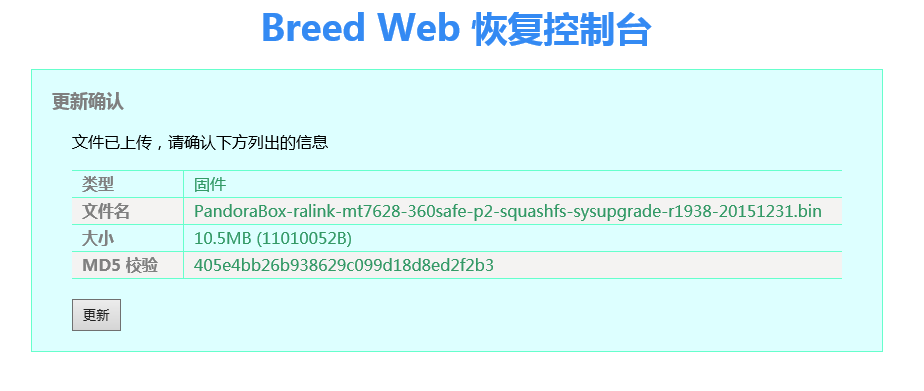 Breed Web 恢复控制台
更新确认
文件已上传，请确认下方列出的信息
类型 固件
文件名 PandoraBox-ralink-mt7628-360safe-p2-squashfs-sysupgrade-r1938-20151231.bin
大小 10.5MB (11010052B)
MD5 校验 405e4bb26b938629c099d18d8ed2f2b3
更新